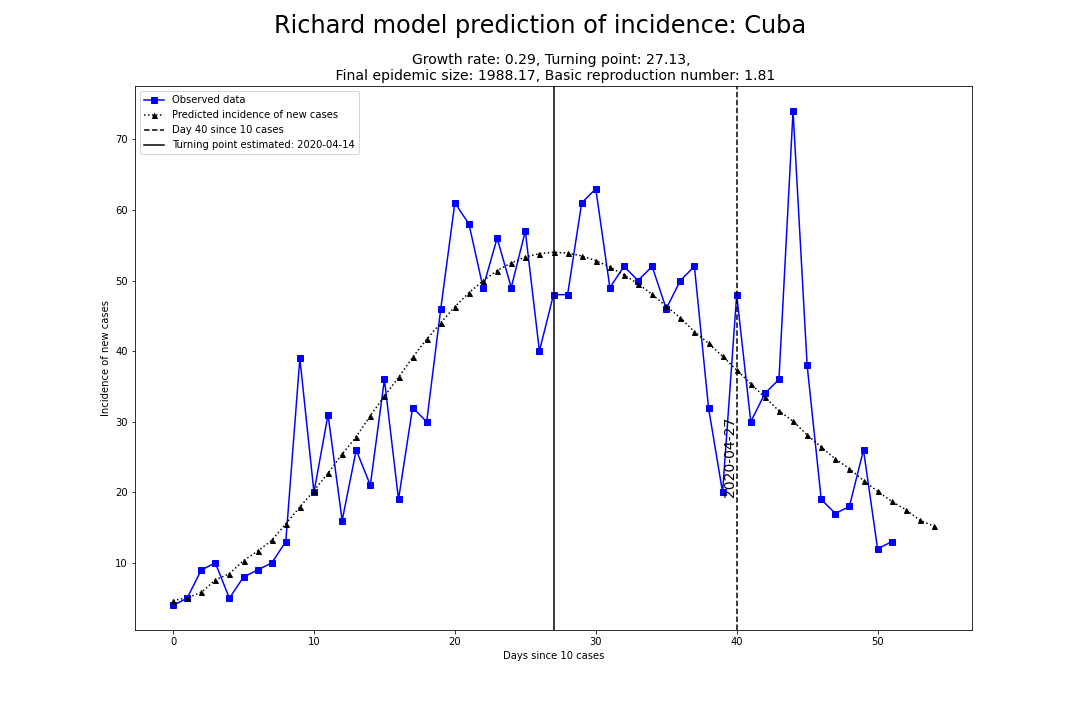 Richard model prediction of incidence: Cuba
Growth rate: 0.29, Turning point: 27.13,
Final epidemic size: 1988.17, Basic reproduction number: 1.81
Observed data
Predicted incidence of new cases
Day 40 since 10 cases
Turning point estimated: 2020-04-14
70
60
50
40
30
20
10
Incidence of new cases
2020-04-27
0 10 20 30 40 50
Days since 10 cases